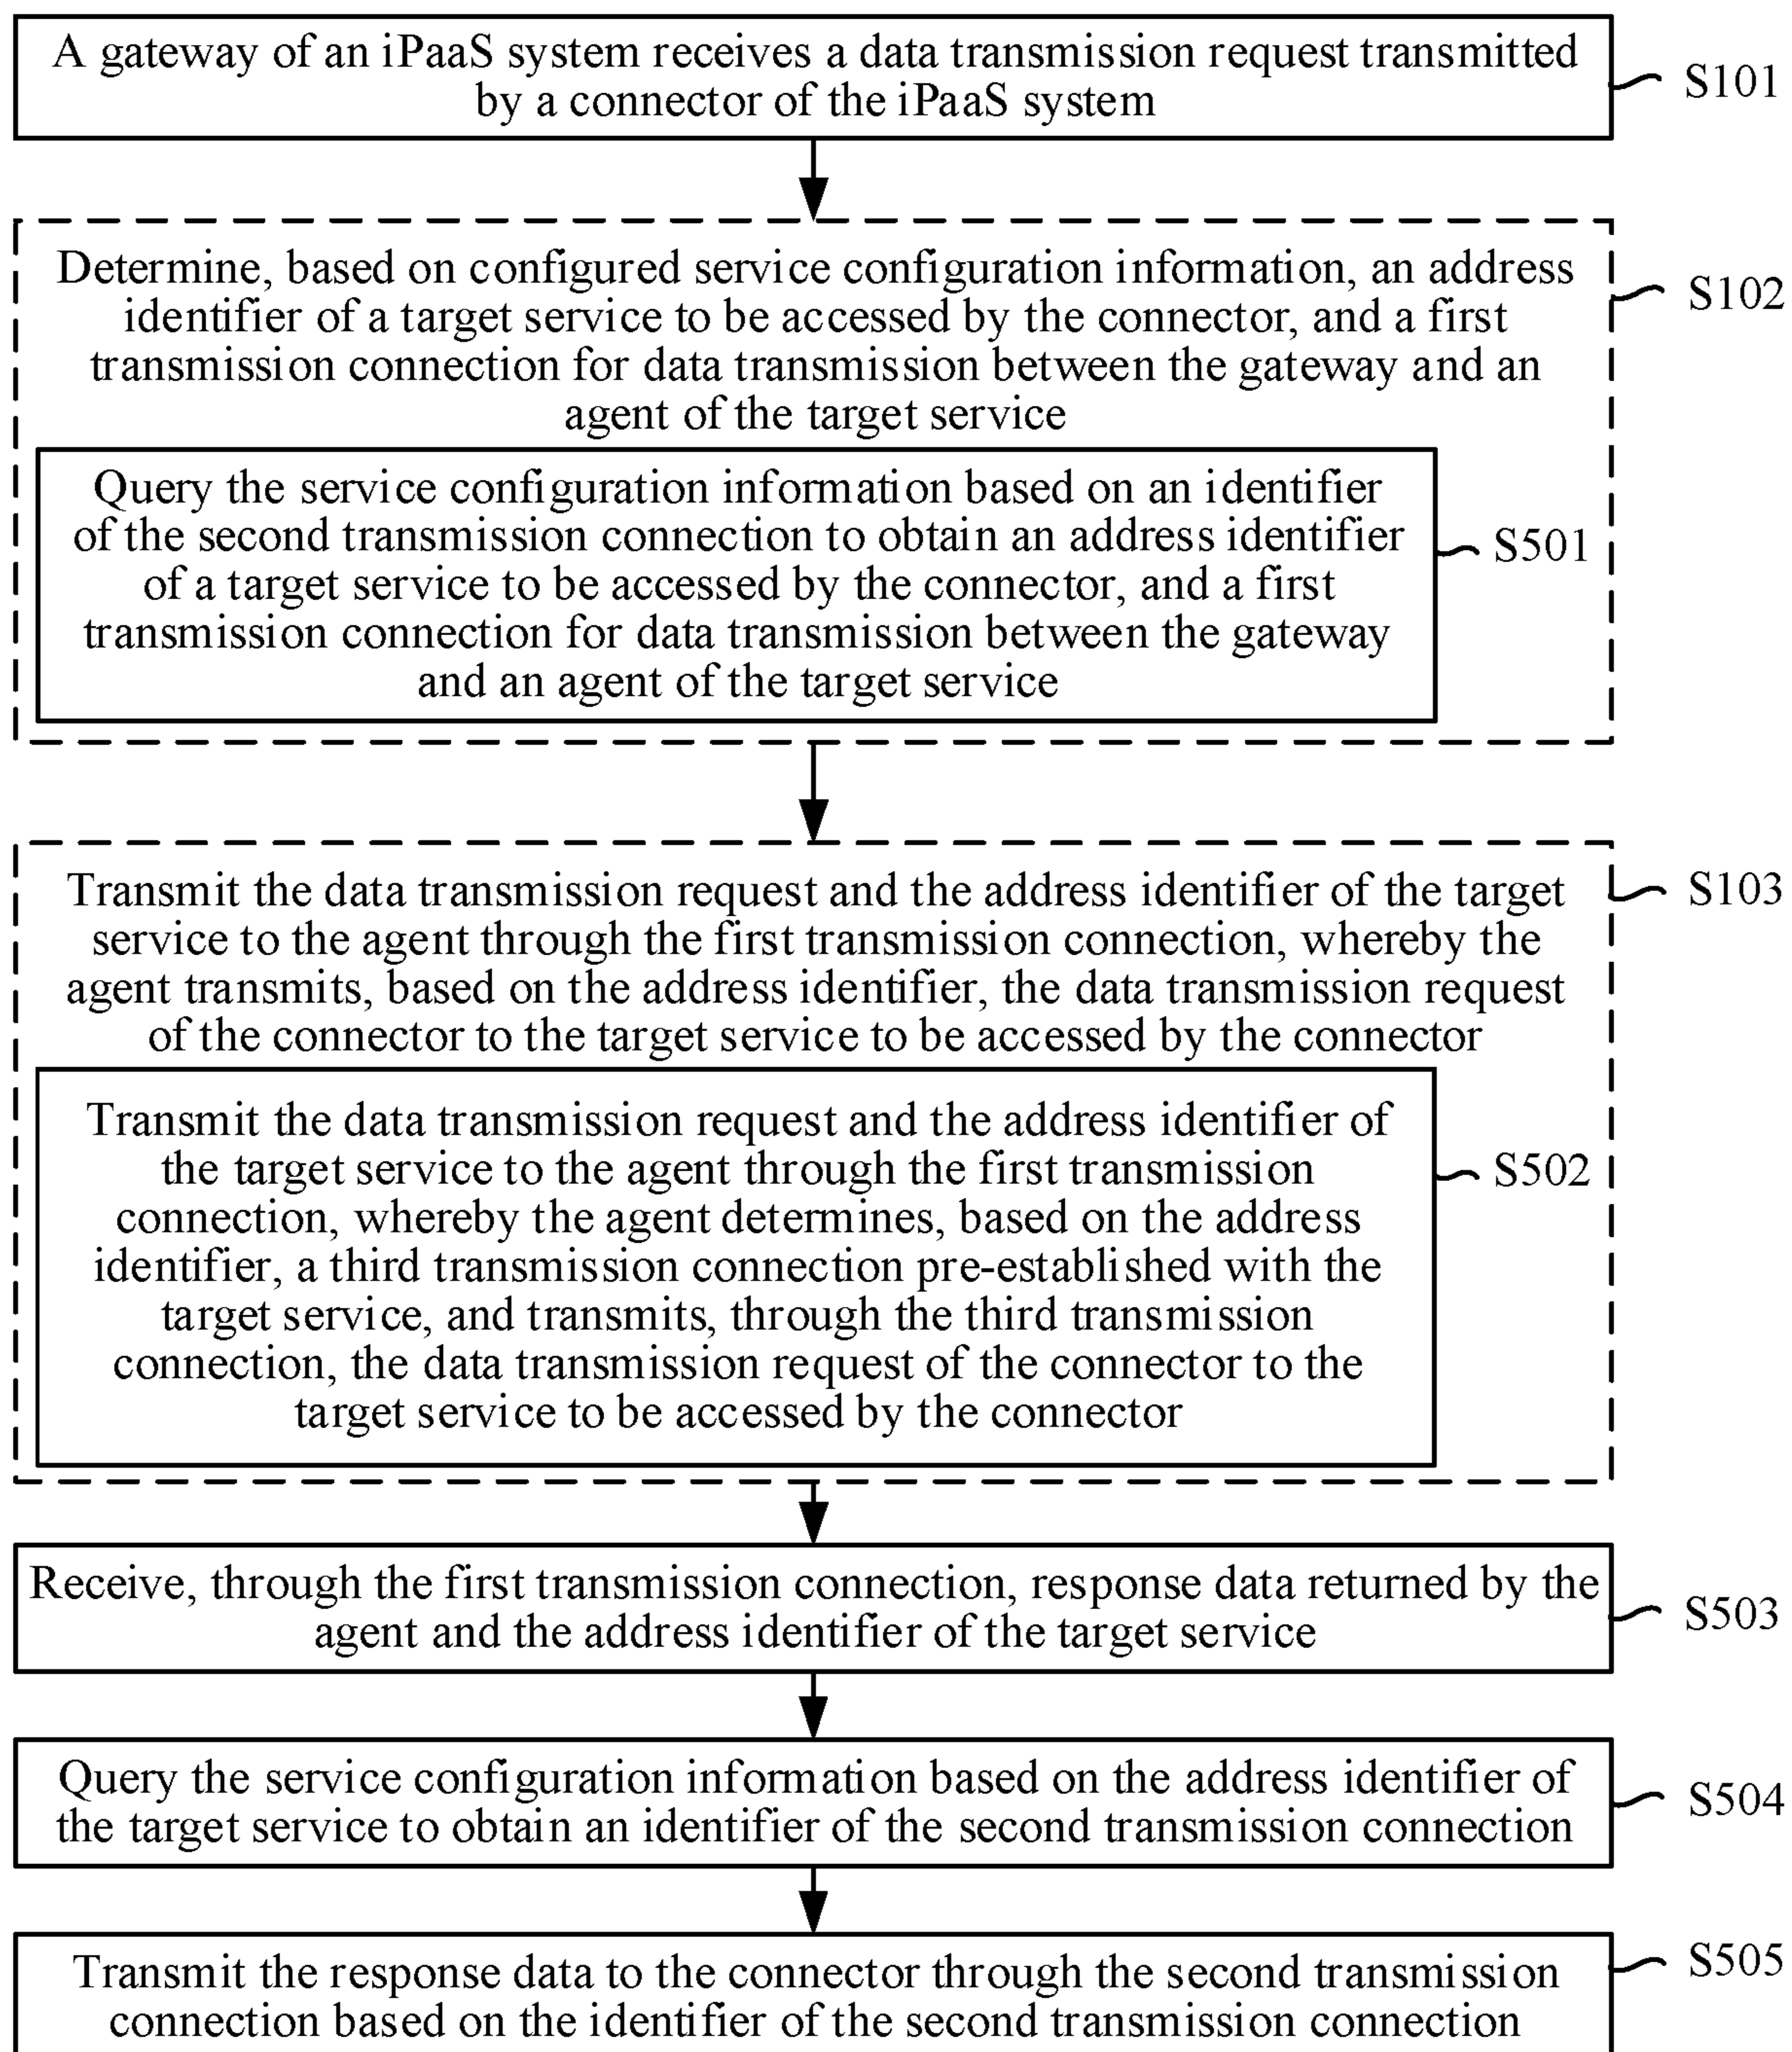 A gateway of an iPaaS system receives a data transmission request transmitted
by a connector of the iPaaS system
S101
Determine, based on configured service configuration information, an address
identifier of a target service to be accessed by the connector, and a first
transmission connection for data transmission between the gateway and an
agent of the target service
S102
Query the service configuration information based on an identifier
of the second transmission connection to obtain an address identifier
of a target service to be accessed by the connector, and a first
transmission connection for data transmission between the gateway
and an agent of the target service
S501
Transmit the data transmission request and the address identifier of the target
service to the agent through the first transmission connection, whereby the
agent transmits, based on the address identifier, the data transmission request
of the connector to the target service to be accessed by the connector
S103
Transmit the data transmission request and the address identifier of
the target service to the agent through the first transmission
connection, whereby the agent determines, based on the address
identifier, a third transmission connection pre-established with the
target service, and transmits, through the third transmission
connection, the data transmission request of the connector to the
target service to be accessed by the connector
S502
Receive, through the first transmission connection, response data returned by the
agent and the address identifier of the target service
S503
Query the service configuration information based on the address identifier of
the target service to obtain an identifier of the second transmission connection
S504
Transmit the response data to the connector through the second transmission
connection based on the identifier of the second transmission connection
S505